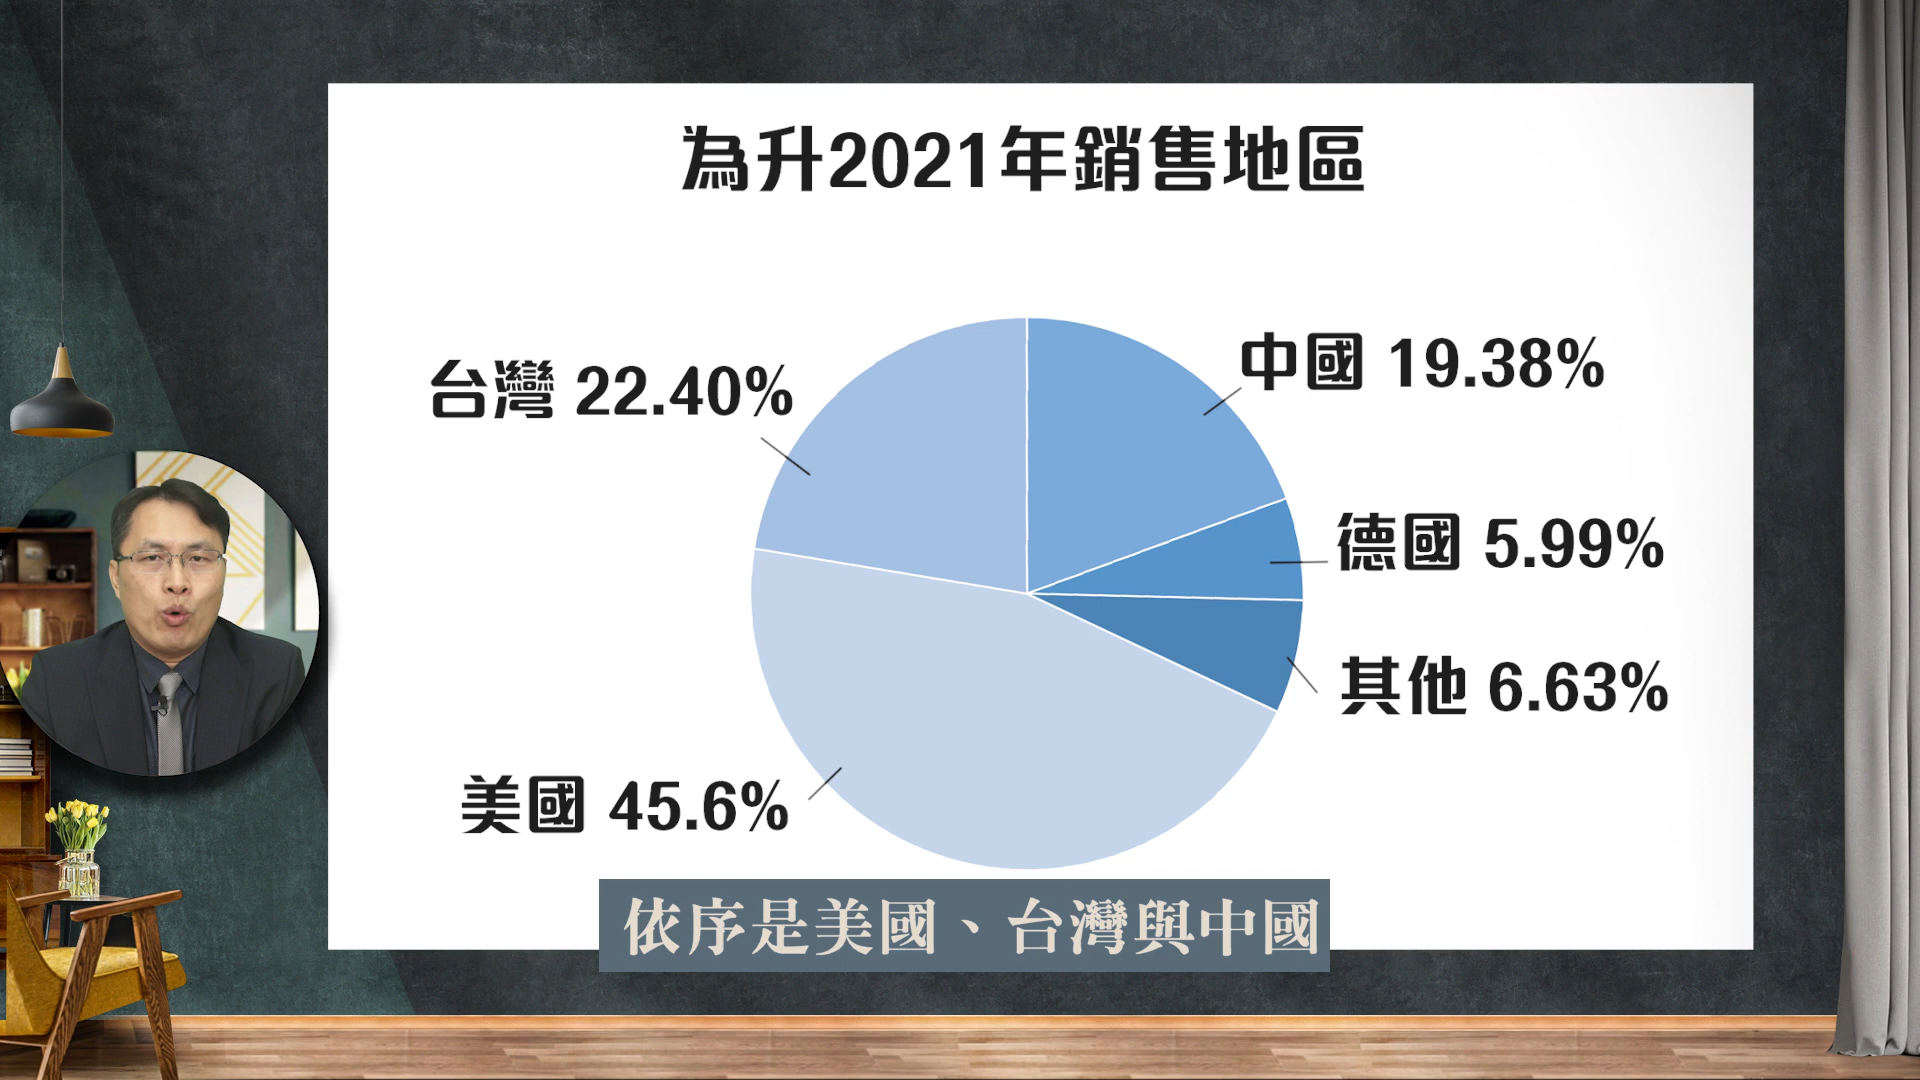 為升2021年銷售地區
台灣 22.40%
中國 19.38%
德國 5.99%
其他 6.63%
美國 45.6%
依序是美國、台灣與中國